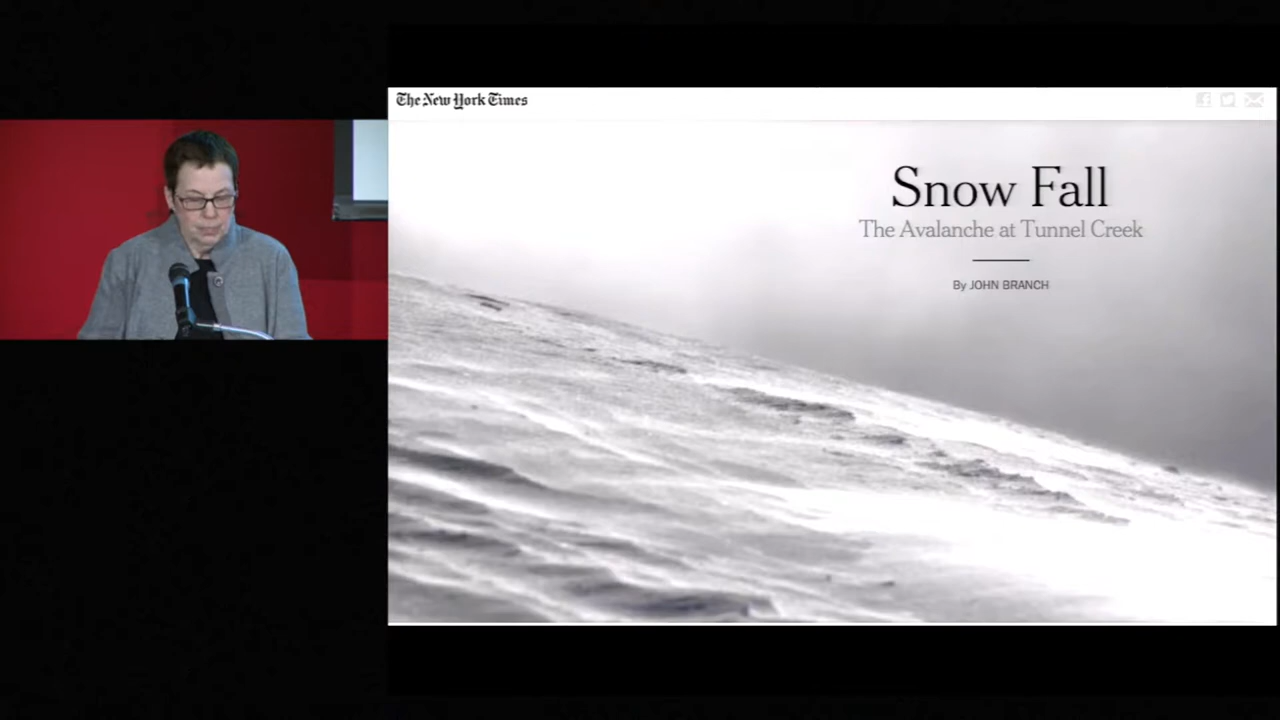 The New York Times
Snow Fall
The Avalanche at Tunnel Creek
By JOHN BRANCH